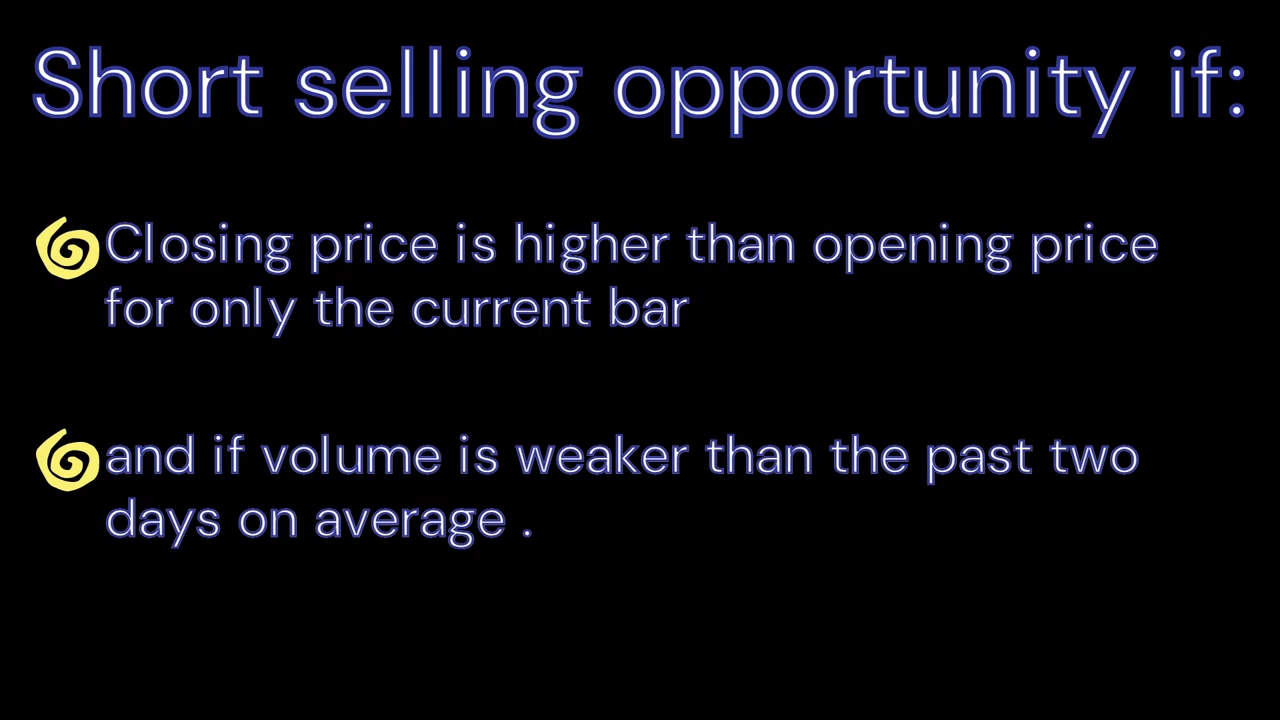 Short selling opportunity if:
Closing price is higher than opening price
for only the current bar
and if volume is weaker than the past two
days on average .